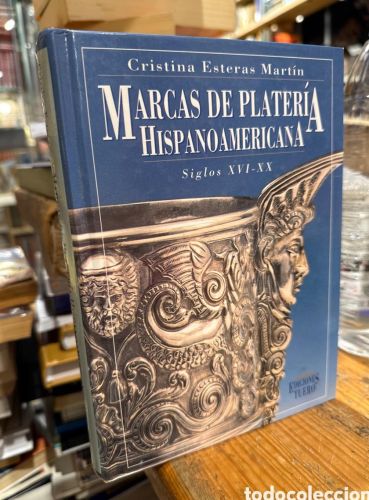 Cristina Esteras Martín
MARCAS DE PLATERÍA
HISPANOAMERICANA
Siglos XVI-XX
EDICIONES
TUERO
todocoleccion